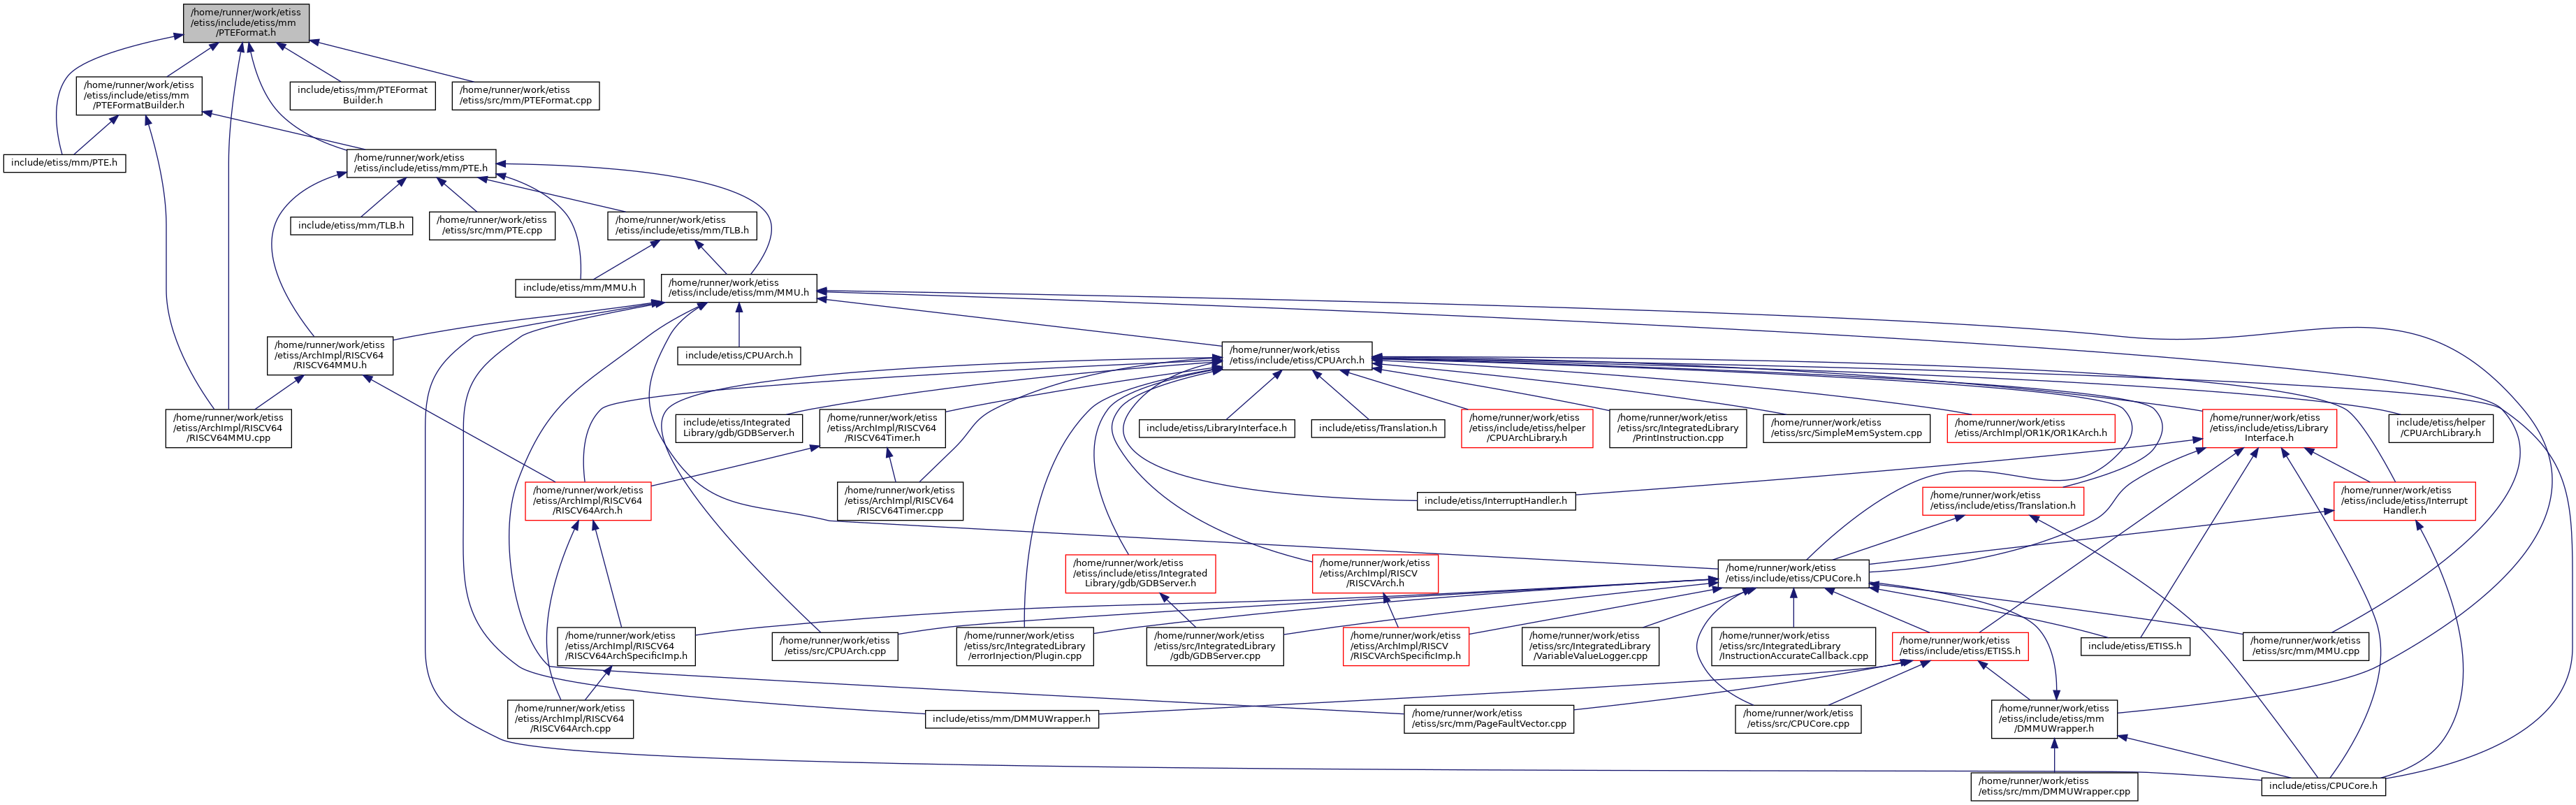 /home/runner/work/etiss
/etiss/include/etiss/mm
/PTEFormat.h
/home/runner/work/etiss
/etiss/include/etiss/mm
/PTEFormatBuilder.h
include/etiss/mm/PTEFormat
Builder.h
/home/runner/work/etiss
/etiss/src/mm/PTEFormat.cpp
include/etiss/mm/PTE.h
/home/runner/work/etiss
/etiss/include/etiss/mm/PTE.h
include/etiss/mm/TLB.h
/home/runner/work/etiss
/etiss/src/mm/PTE.cpp
/home/runner/work/etiss
/etiss/include/etiss/mm/TLB.h
include/etiss/mm/MMU.h
/home/runner/work/etiss
/etiss/include/etiss/mm/MMU.h
/home/runner/work/etiss
/etiss/ArchImpl/RISCV64
/RISCV64MMU.h
include/etiss/CPUArch.h
/home/runner/work/etiss
/etiss/include/etiss/CPUArch.h
/home/runner/work/etiss
/etiss/ArchImpl/RISCV64
/RISCV64MMU.cpp
include/etiss/Integrated
Library/gdb/GDBServer.h
/home/runner/work/etiss
/etiss/ArchImpl/RISCV64
/RISCV64Timer.h
include/etiss/LibraryInterface.h
include/etiss/Translation.h
/home/runner/work/etiss
/etiss/include/etiss/helper
/CPUArchLibrary.h
/home/runner/work/etiss
/etiss/src/IntegratedLibrary
/PrintInstruction.cpp
/home/runner/work/etiss
/etiss/src/SimpleMemSystem.cpp
/home/runner/work/etiss
/etiss/ArchImpl/OR1K/OR1KArch.h
/home/runner/work/etiss
/etiss/include/etiss/Library
Interface.h
include/etiss/helper
/CPUArchLibrary.h
/home/runner/work/etiss
/etiss/ArchImpl/RISCV64
/RISCV64Arch.h
/home/runner/work/etiss
/etiss/ArchImpl/RISCV64
/RISCV64Timer.cpp
include/etiss/InterruptHandler.h
/home/runner/work/etiss
/etiss/include/etiss/Translation.h
/home/runner/work/etiss
/etiss/include/etiss/Interrupt
Handler.h
/home/runner/work/etiss
/etiss/include/etiss/Integrated
Library/gdb/GDBServer.h
/home/runner/work/etiss
/etiss/ArchImpl/RISCV
/RISCVArch.h
/home/runner/work/etiss
/etiss/include/etiss/CPUCore.h
/home/runner/work/etiss
/etiss/ArchImpl/RISCV64
/RISCV64ArchSpecificImp.h
/home/runner/work/etiss
/etiss/src/CPUArch.cpp
/home/runner/work/etiss
/etiss/src/IntegratedLibrary
/errorInjection/Plugin.cpp
/home/runner/work/etiss
/etiss/src/IntegratedLibrary
/gdb/GDBServer.cpp
/home/runner/work/etiss
/etiss/ArchImpl/RISCV
/RISCVArchSpecificImp.h
/home/runner/work/etiss
/etiss/src/IntegratedLibrary
/VariableValueLogger.cpp
/home/runner/work/etiss
/etiss/src/IntegratedLibrary
/InstructionAccurateCallback.cpp
/home/runner/work/etiss
/etiss/include/etiss/ETISS.h
include/etiss/ETISS.h
/home/runner/work/etiss
/etiss/src/mm/MMU.cpp
/home/runner/work/etiss
/etiss/ArchImpl/RISCV64
/RISCV64Arch.cpp
include/etiss/mm/DMMUWrapper.h
/home/runner/work/etiss
/etiss/src/mm/PageFaultVector.cpp
/home/runner/work/etiss
/etiss/src/CPUCore.cpp
/home/runner/work/etiss
/etiss/include/etiss/mm
/DMMUWrapper.h
/home/runner/work/etiss
/etiss/src/mm/DMMUWrapper.cpp
include/etiss/CPUCore.h